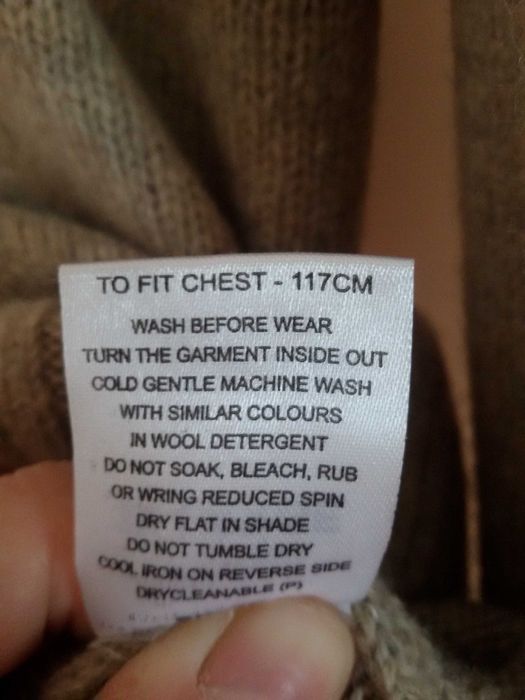 TO FIT CHEST - 117CM
WASH BEFORE WEAR
TURN THE GARMENT INSIDE OUT
COLD GENTLE MACHINE WASH
WITH SIMILAR COLOURS
IN WOOL DETERGENT
DO NOT SOAK, BLEACH, RUB
OR WRING REDUCED SPIN
DRY FLAT IN SHADE
DO NOT TUMBLE DRY
COOL IRON ON REVERSE SIDE
DRYCLEANABLE (P)